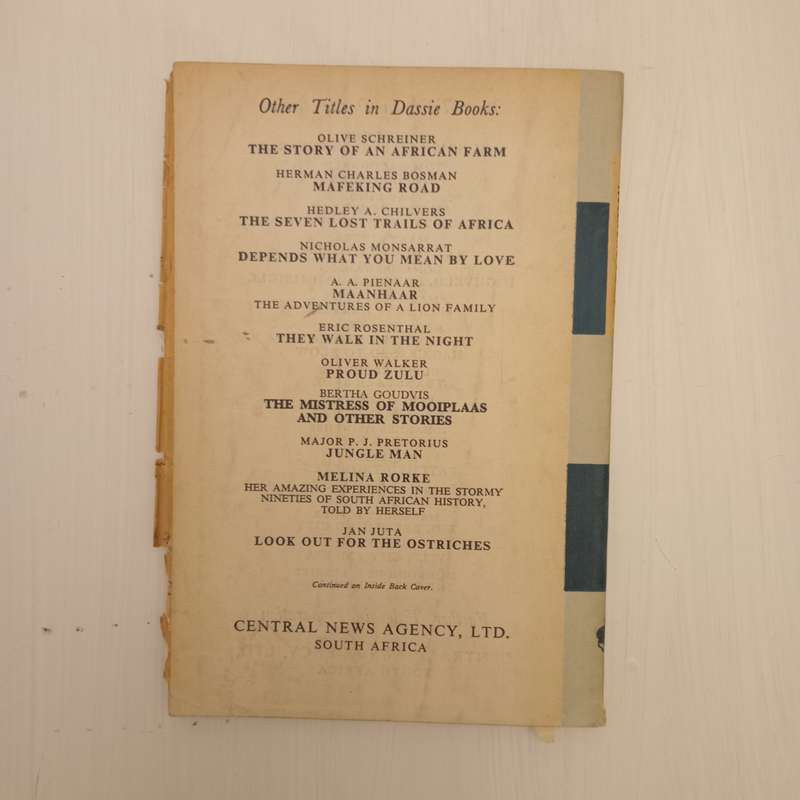 Other Titles in Dassie Books:
OLIVE SCHREINER
THE STORY OF AN AFRICAN FARM
HERMAN CHARLES BOSMAN
MAFEKING ROAD
HEDLEY A. CHILVERS
THE SEVEN LOST TRAILS OF AFRICA
NICHOLAS MONSARRAT
DEPENDS WHAT YOU MEAN BY LOVE
A. A. PIENAAR
MAANHAAR
THE ADVENTURES OF A LION FAMILY
ERIC ROSENTHAL
THEY WALK IN THE NIGHT
OLIVER WALKER
PROUD ZULU
BERTHA GOUDVIS
THE MISTRESS OF MOOIPLAAS
AND OTHER STORIES
MAJOR P. J. PRETORIUS
JUNGLE MAN
MELINA RORKE
HER AMAZING EXPERIENCES IN THE STORMY
NINETIES OF SOUTH AFRICAN HISTORY,
TOLD BY HERSELF
JAN JUTA
LOOK OUT FOR THE OSTRICHES
Continued on Inside Back Cover.
CENTRAL NEWS AGENCY, LTD.
SOUTH AFRICA